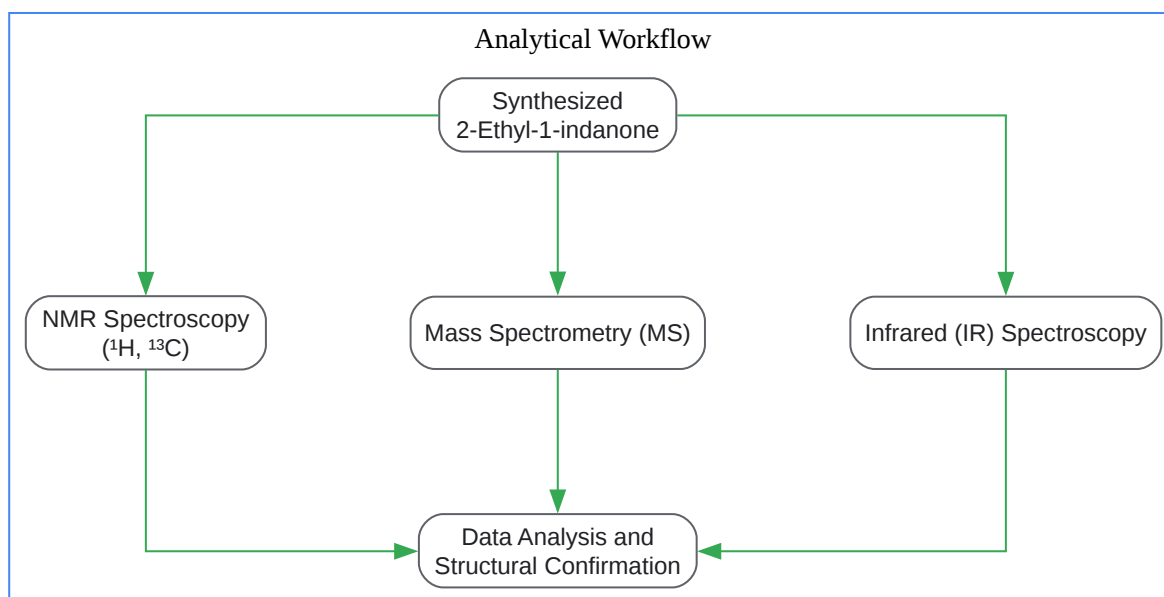 Analytical Workflow
Synthesized
2-Ethyl-1-indanone
NMR Spectroscopy
(¹H, ¹³C)
Mass Spectrometry (MS)
Infrared (IR) Spectroscopy
Data Analysis and
Structural Confirmation